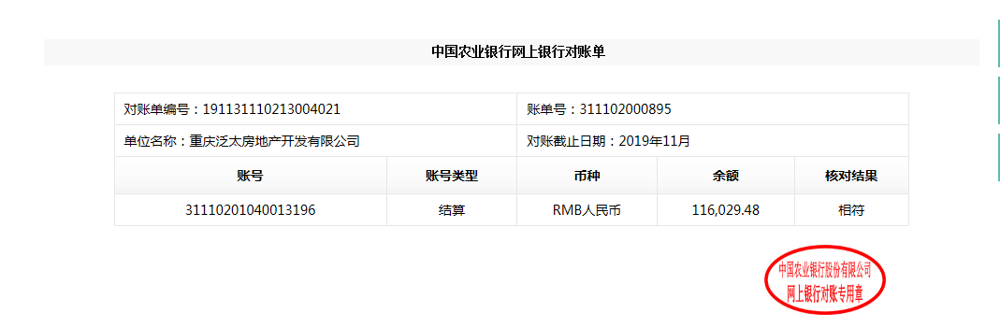 中国农业银行网上银行对账单
对账单编号：191131110213004021 账单号：311102000895
单位名称：重庆泛太房地产开发有限公司 对账截止日期：2019年11月
账号 账号类型 币种 余额 核对结果
31110201040013196 结算 RMB人民币 116,029.48 相符
中国农业银行股份有限公司
网上银行对账专用章